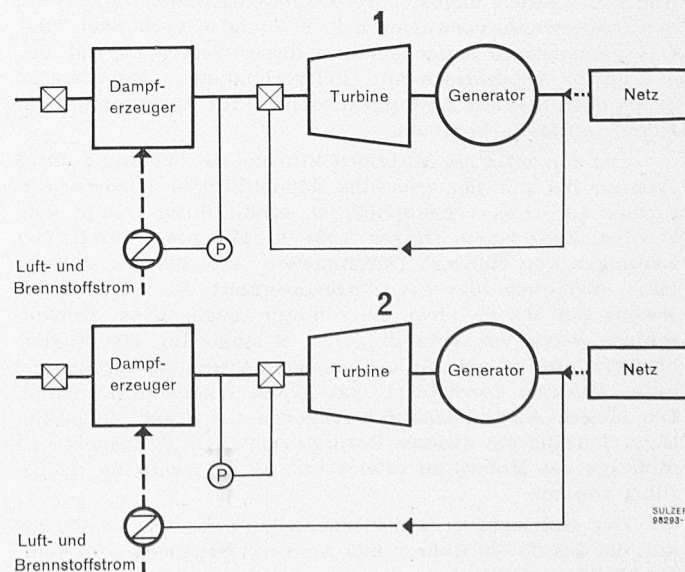 1
Dampf-
erzeuger
Turbine
Generator
Netz
P
Luft- und
Brennstoffstrom
2
Dampf-
erzeuger
Turbine
Generator
Netz
P
SULZER
Luft- und
Brennstoffstrom